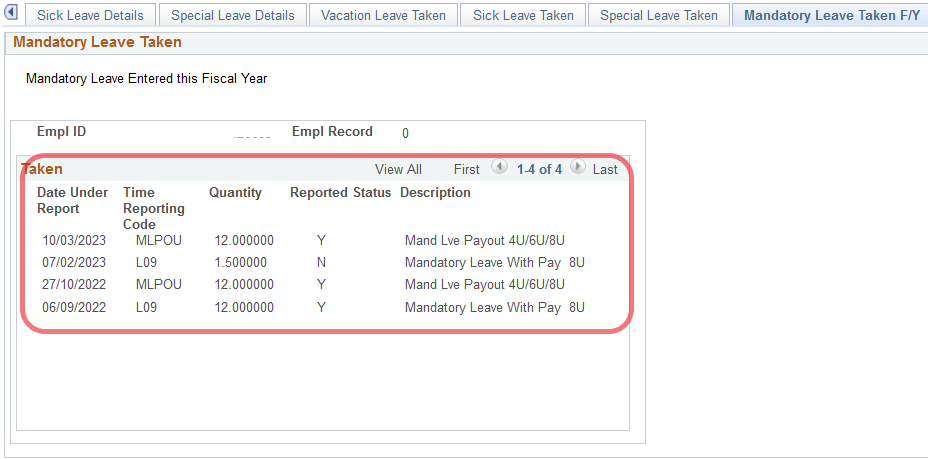 Sick Leave Details Special Leave Details Vacation Leave Taken Sick Leave Taken Special Leave Taken Mandatory Leave Taken F/Y
Mandatory Leave Taken
Mandatory Leave Entered this Fiscal Year
Empl ID Empl Record 0
Taken View All First 1-4 of 4 Last
Date Under Time Quantity Reported Status Description
Report Reporting
Code
10/03/2023 MLPOU 12.000000 Y Mand Lve Payout 4U/6U/8U
07/02/2023 L09 1.500000 N Mandatory Leave With Pay 8U
27/10/2022 MLPOU 12.000000 Y Mand Lve Payout 4U/6U/8U
06/09/2022 L09 12.000000 Y Mandatory Leave With Pay 8U